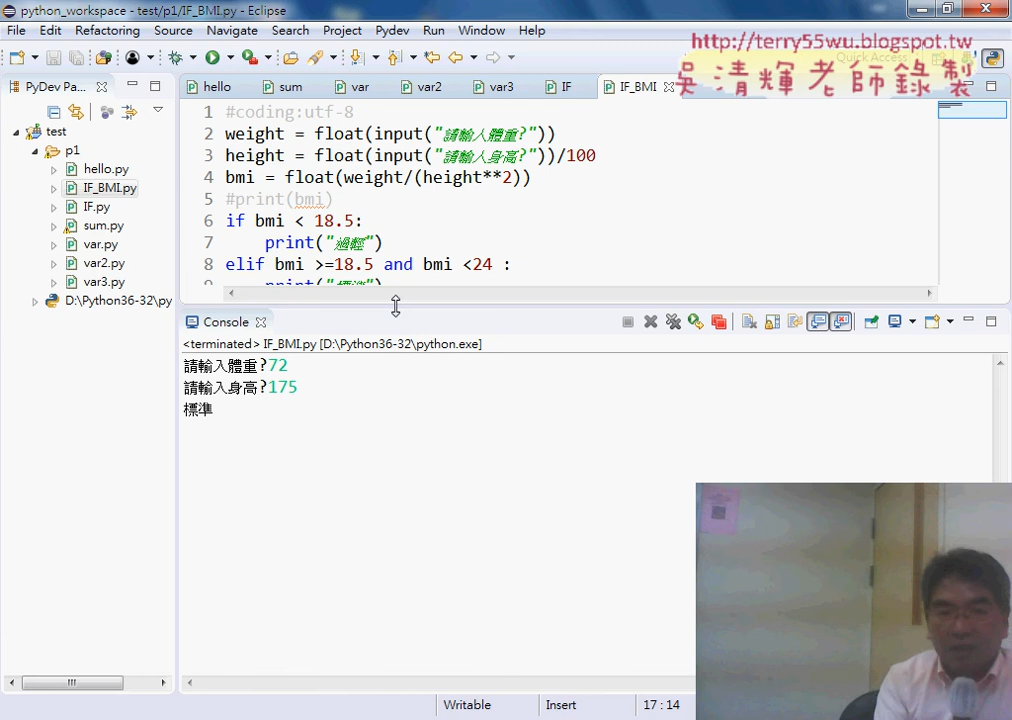 python_workspace - test/p1/IF_BMI.py - Eclipse
File Edit Refactoring Source Navigate Search Project Pydev Run Window Help
http://terry55wu.blogspot.tw
Quick Access
吳清輝老師錄製
PyDev Pa...
hello sum var var2 var3 IF IF_BMI
test
p1
hello.py
IF_BMI.py
IF.py
sum.py
var.py
var2.py
var3.py
D:\Python36-32\py
1 #coding:utf-8
2 weight = float(input("請輸入體重?"))
3 height = float(input("請輸入身高?"))/100
4 bmi = float(weight/(height**2))
5 #print(bmi)
6 if bmi < 18.5:
7 print("過輕")
8 elif bmi >=18.5 and bmi <24 :
9 print("標準")
Console
<terminated> IF_BMI.py [D:\Python36-32\python.exe]
請輸入體重?72
請輸入身高?175
標準
Writable Insert 17 : 14